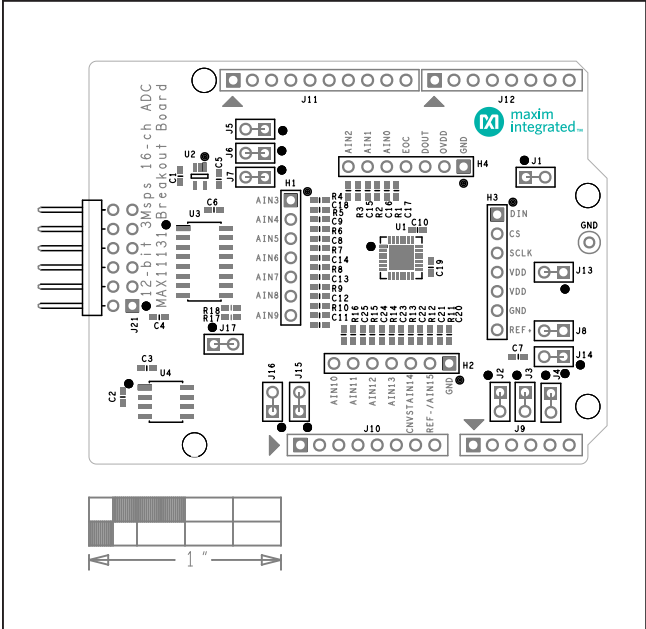 J11
J12
maxim
integrated™
12-bit 3Msps 16-ch ADC
MAX11131 Breakout Board
J5
J6
J7
U2
C1
C5
C6
U3
H1
AIN3
AIN4
AIN5
AIN6
AIN7
AIN8
AIN9
AIN2
AIN1
AIN0
EOC
DOUT
OVDD
GND
H4
R3
C15
R2
C16
R1
C17
R4
C18
R5
C9
R6
C8
R7
C14
R8
C13
R9
C12
R10
C11
U1
C10
C19
J1
H3
DIN
CS
SCLK
VDD
VDD
GND
REF+
GND
J13
J8
J14
C7
J21
C4
R18
R17
J17
R16
C25
R15
C24
R14
C23
R13
C22
R12
C21
R11
C20
H2
AIN10
AIN11
AIN12
AIN13
CNVSTAIN14
REF-/AIN15
GND
C3
U4
C2
J16
J15
J2
J3
J4
J10
J9
1"